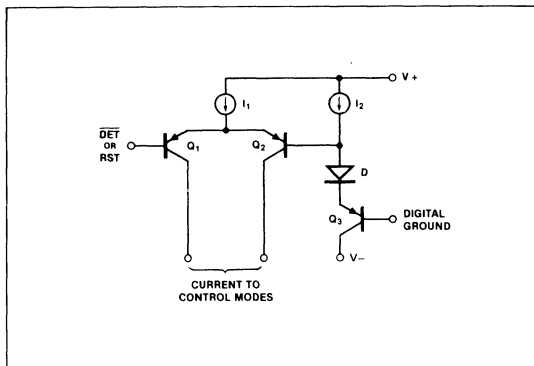 V+
I1
I2
DET
OR
RST
Q1
Q2
D
Q3
DIGITAL
GROUND
V−
CURRENT TO
CONTROL MODES